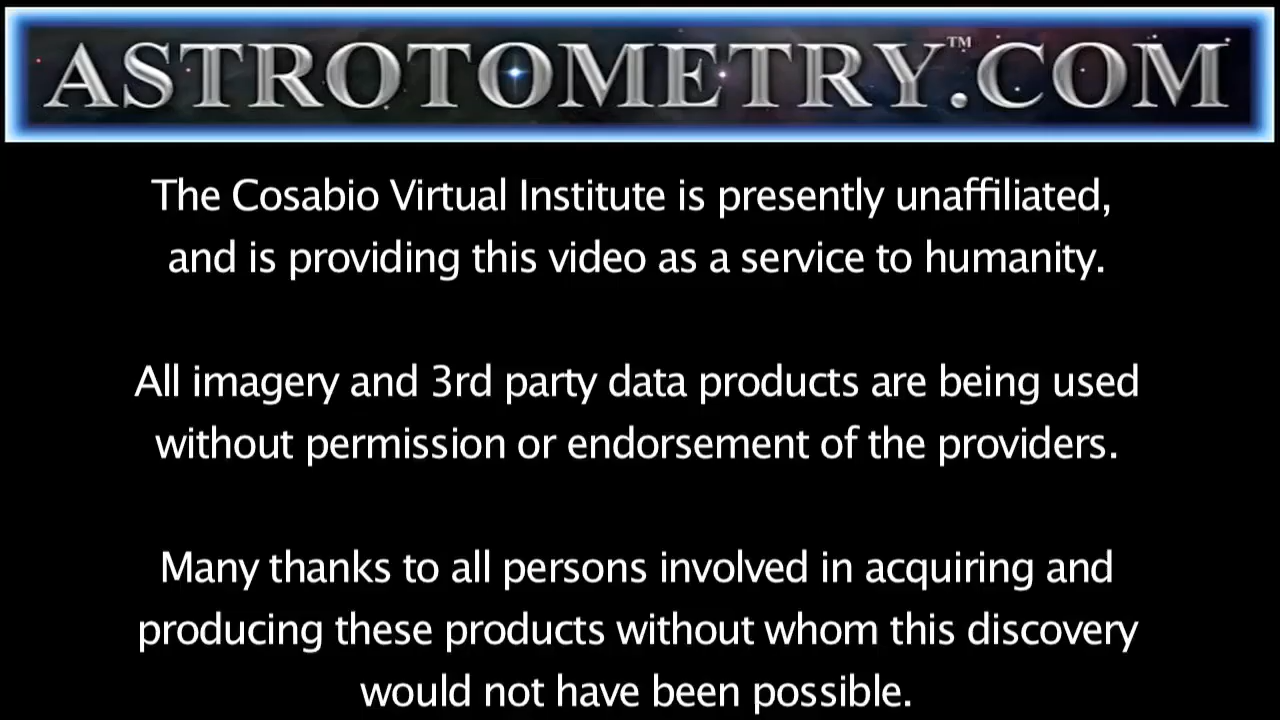 ASTROTOMETRY™.COM
The Cosabio Virtual Institute is presently unaffiliated,
and is providing this video as a service to humanity.
All imagery and 3rd party data products are being used
without permission or endorsement of the providers.
Many thanks to all persons involved in acquiring and
producing these products without whom this discovery
would not have been possible.